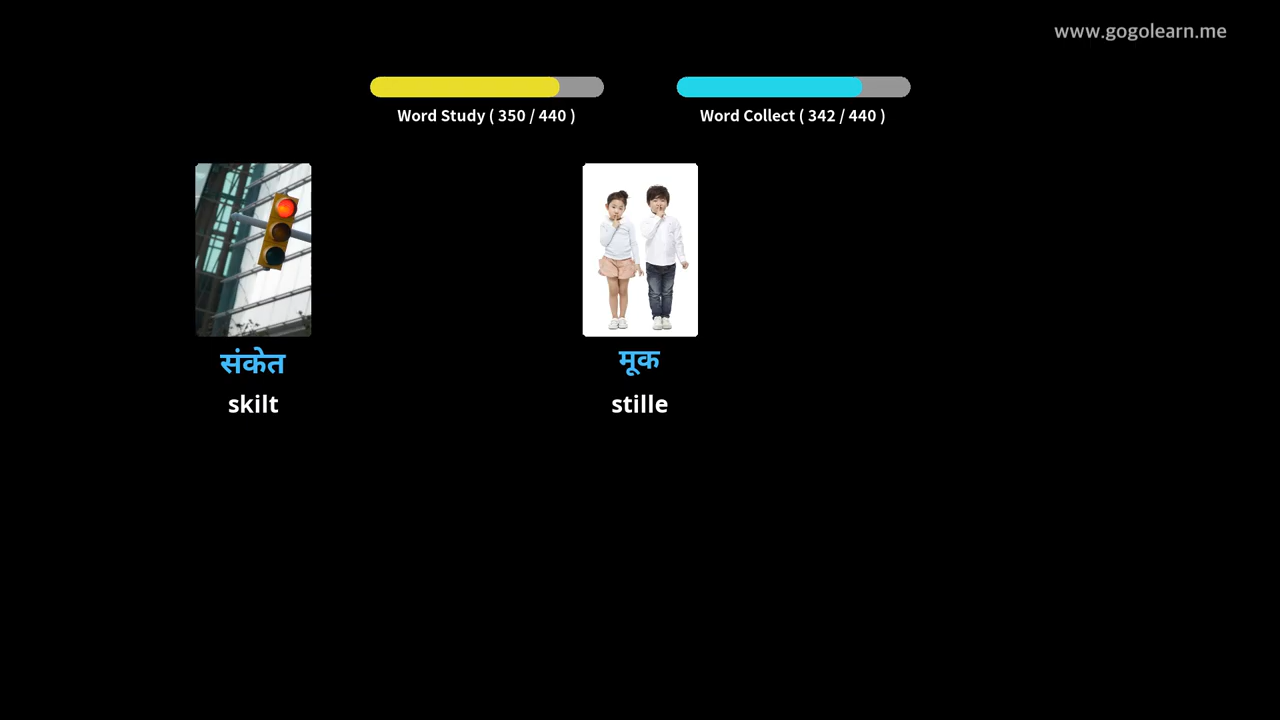 www.gogolearn.me
Word Study ( 350 / 440 )
Word Collect ( 342 / 440 )
संकेत
मूक
skilt
stille